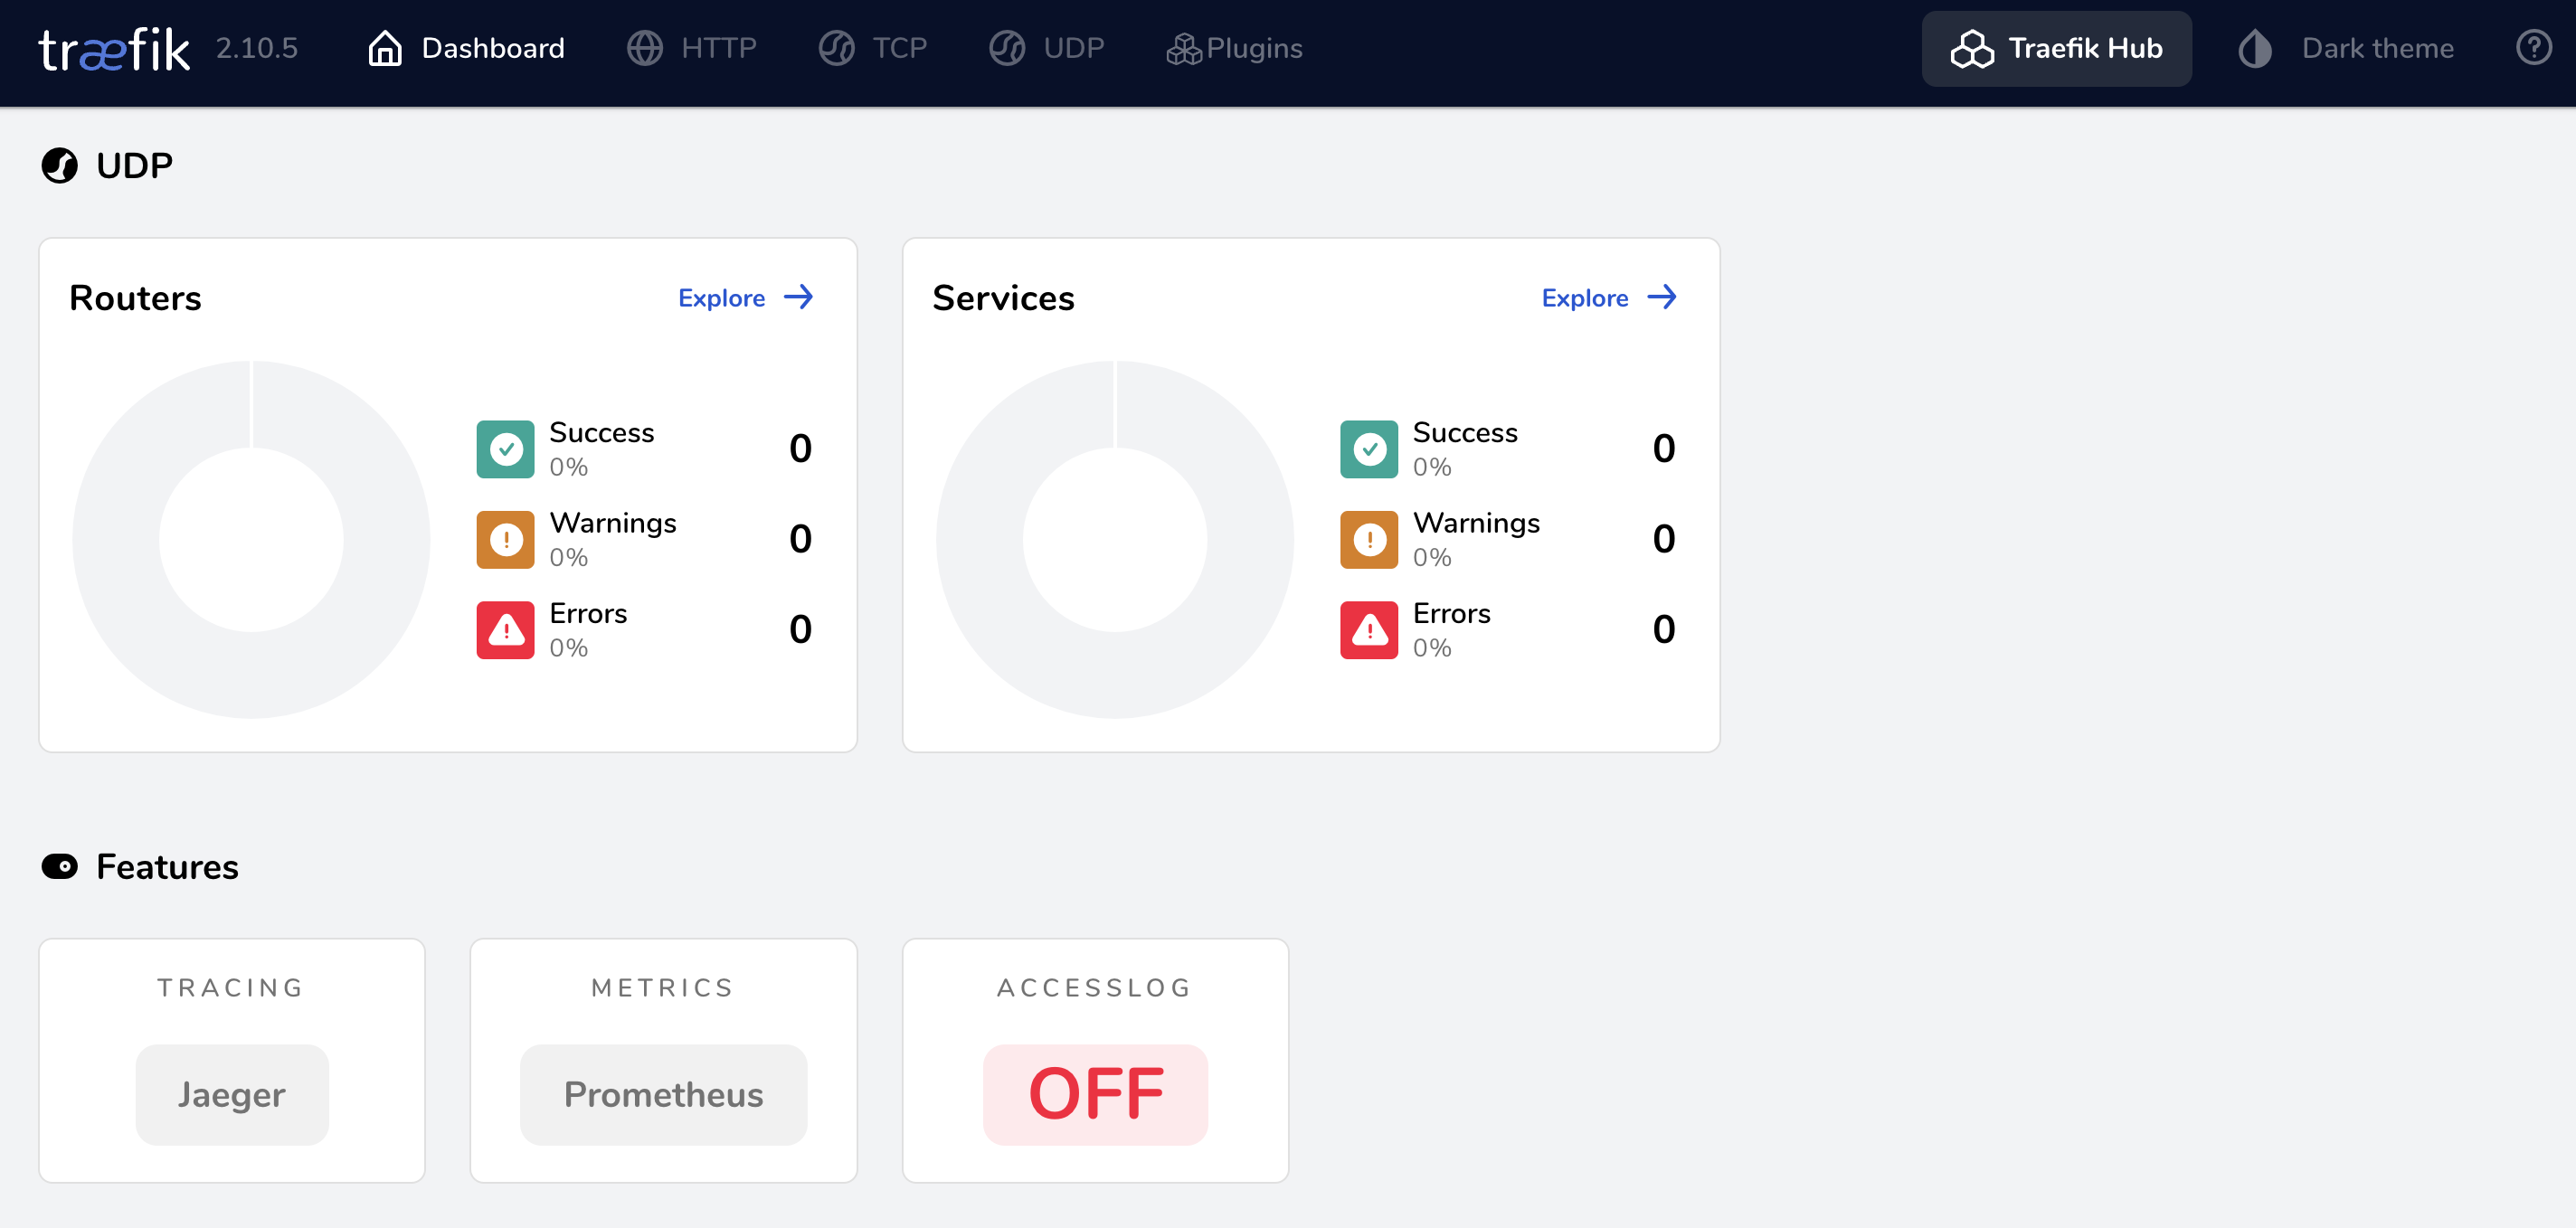 træfik 2.10.5 Dashboard HTTP TCP UDP Plugins Traefik Hub Dark theme
UDP
Routers Explore
Success 0
0%
Warnings 0
0%
Errors 0
0%
Services Explore
Success 0
0%
Warnings 0
0%
Errors 0
0%
Features
TRACING
Jaeger
METRICS
Prometheus
ACCESSLOG
OFF